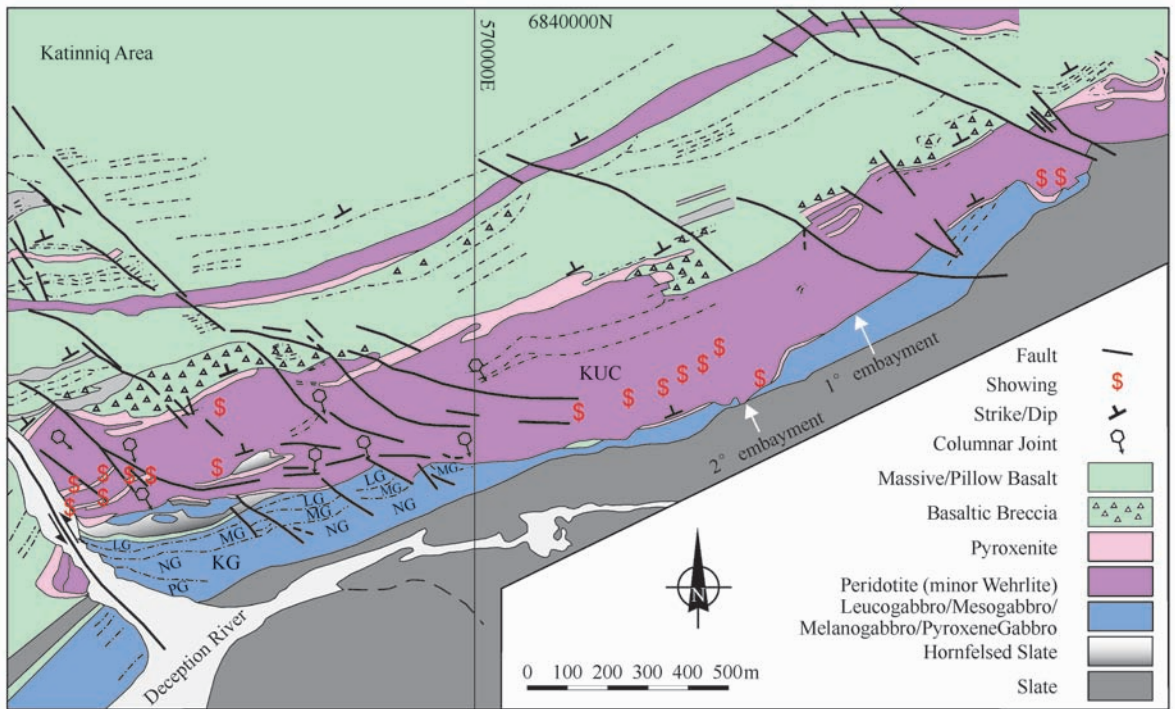 Katinniq Area
6840000N
570000E
KUC
1° embayment
2° embayment
LG
MG
NG
PG
KG
MG
LG
MG
NG
LG
MG
NG
MG
Deception River
N
0 100 200 300 400 500m
Fault
Showing
$
Strike/Dip
Columnar Joint
Massive/Pillow Basalt
Basaltic Breccia
Pyroxenite
Peridotite (minor Wehrlite)
Leucogabbro/Mesogabbro/
Melanogabbro/PyroxeneGabbro
Hornfelsed Slate
Slate